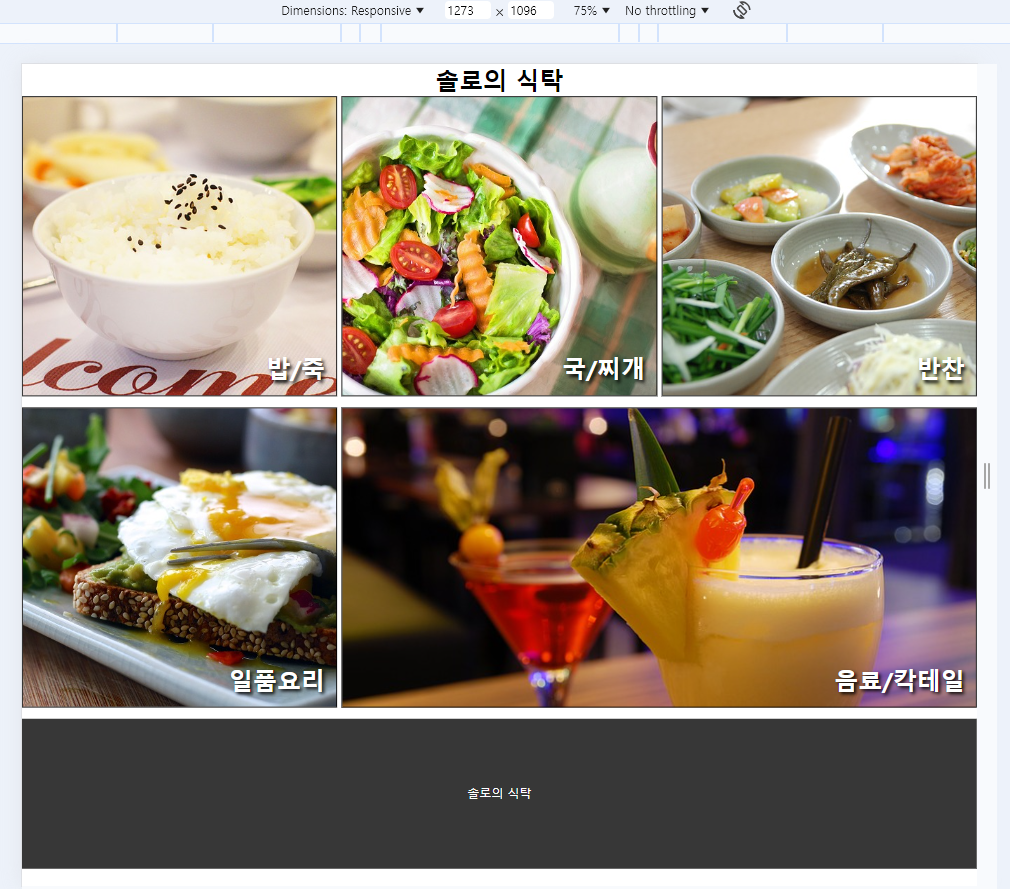 Dimensions: Responsive ▼ 1273 × 1096 75% ▼ No throttling ▼
솔로의 식탁
lcome
밥/죽
국/찌개
반찬
일품요리
음료/칵테일
솔로의 식탁